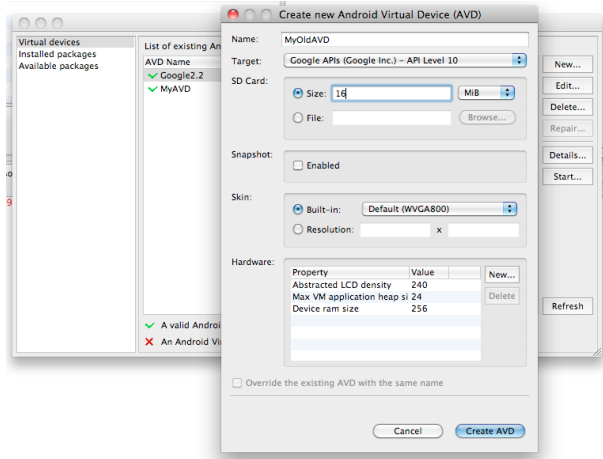 Create new Android Virtual Device (AVD)
Name: MyOldAVD
Target: Google APIs (Google Inc.) – API Level 10
SD Card:
Size: 16 MiB
File: Browse...
Snapshot:
Enabled
Skin:
Built-in: Default (WVGA800)
Resolution: x
Hardware:
Property Value
Abstracted LCD density 240
Max VM application heap si 24
Device ram size 256
New...
Delete
Override the existing AVD with the same name
Cancel Create AVD
Virtual devices
Installed packages
Available packages
List of existing An
AVD Name
Google2.2
MyAVD
A valid Androi
An Android Vi
New...
Edit...
Delete...
Repair...
Details...
Start...
Refresh